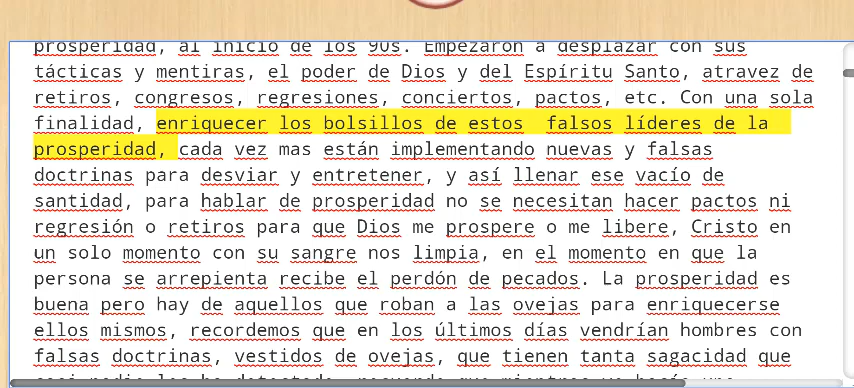 prosperidad, al inicio de los 90s. Empezaron a desplazar con sus
tácticas y mentiras, el poder de Dios y del Espíritu Santo, atravez de
retiros, congresos, regresiones, conciertos, pactos, etc. Con una sola
finalidad, enriquecer los bolsillos de estos  falsos líderes de la
prosperidad, cada vez mas están implementando nuevas y falsas
doctrinas para desviar y entretener, y así llenar ese vacío de
santidad, para hablar de prosperidad no se necesitan hacer pactos ni
regresión o retiros para que Dios me prospere o me libere, Cristo en
un solo momento con su sangre nos limpia, en el momento en que la
persona se arrepienta recibe el perdón de pecados. La prosperidad es
buena pero hay de aquellos que roban a las ovejas para enriquecerse
ellos mismos, recordemos que en los últimos días vendrían hombres con
falsas doctrinas, vestidos de ovejas, que tienen tanta sagacidad que